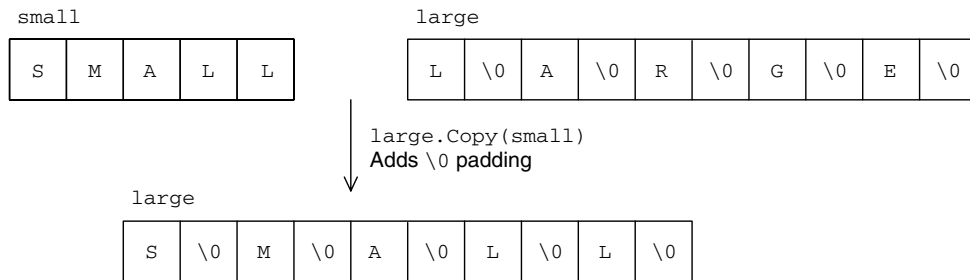 small large
S M A L L L \0 A \0 R \0 G \0 E \0
large.Copy(small)
Adds \0 padding
large
S \0 M \0 A \0 L \0 L \0